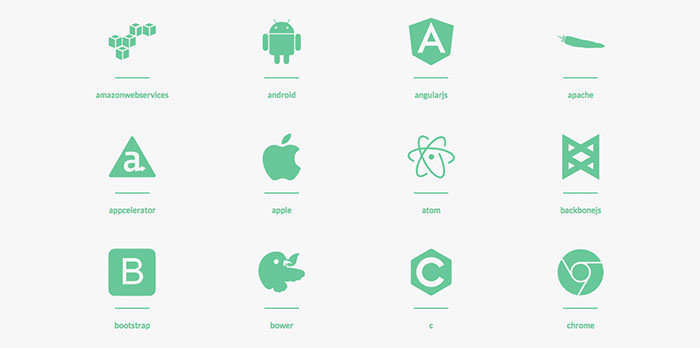 amazonwebservices
android
angularjs
apache
appcelerator
apple
atom
backbonejs
bootstrap
bower
c
chrome
A
a
B
C